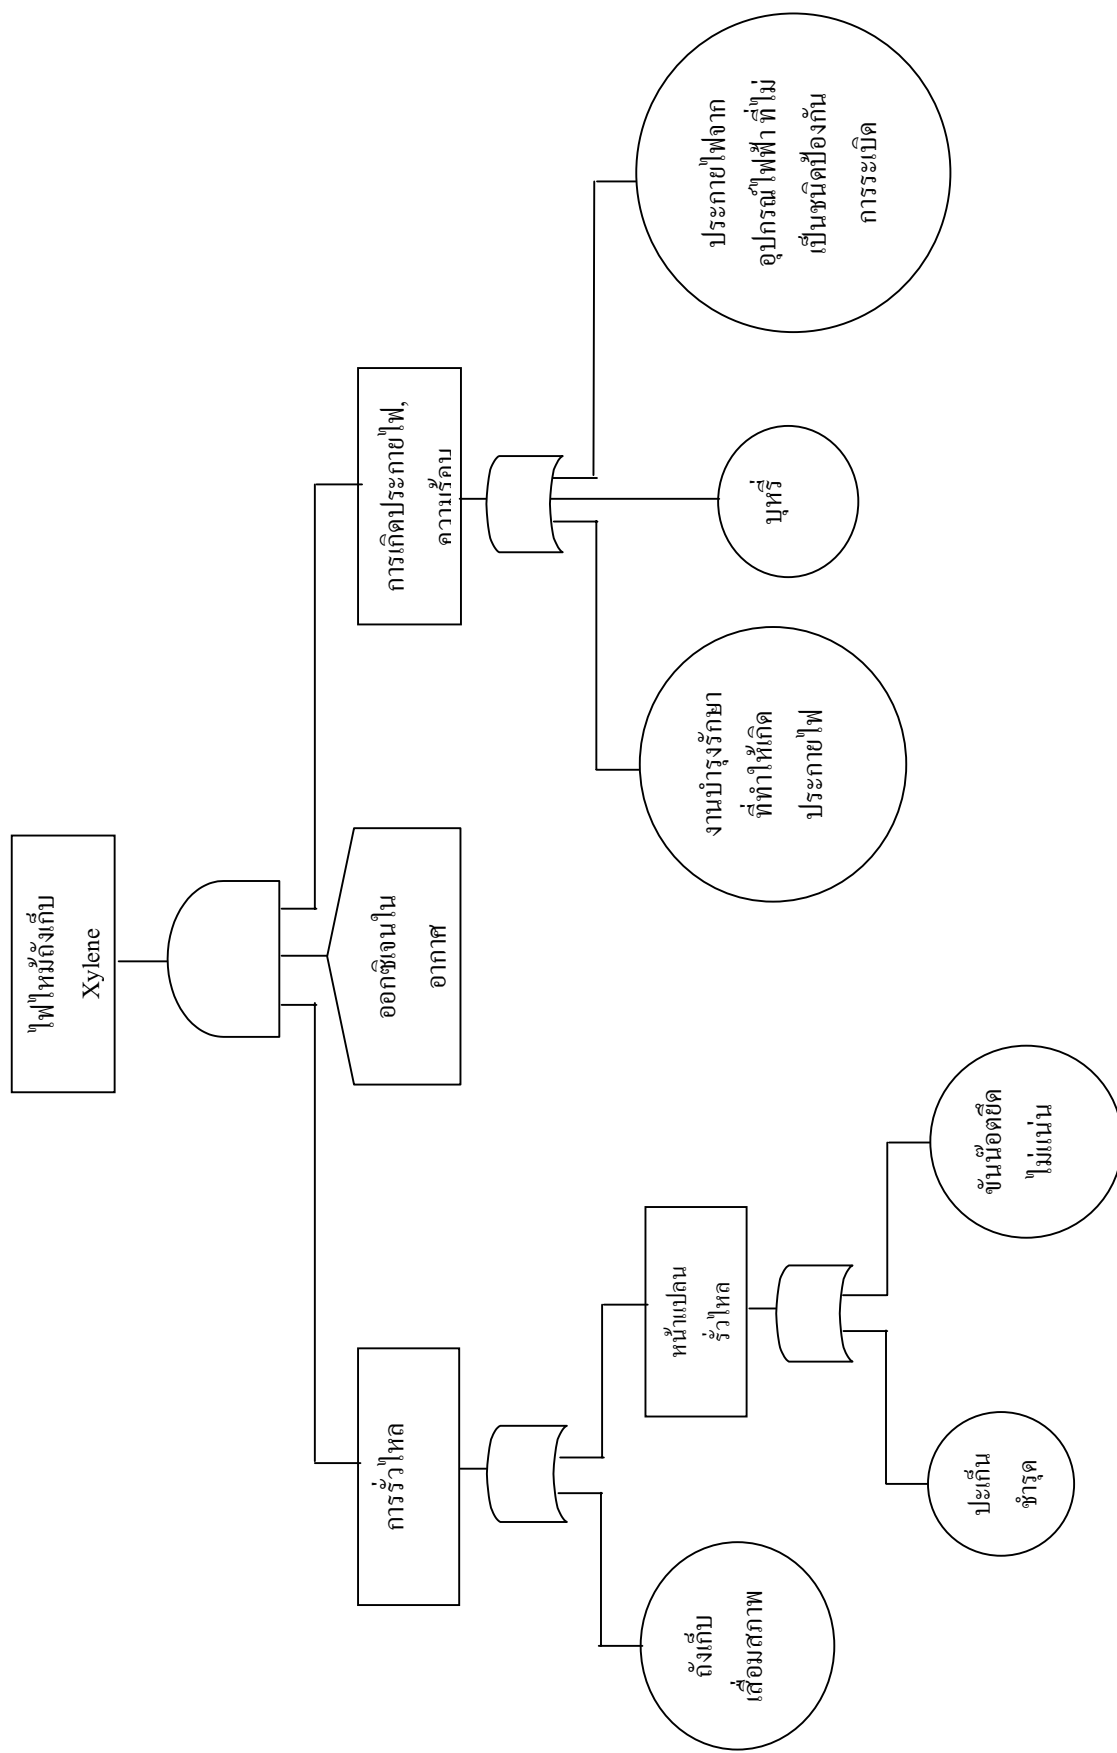 ไฟไหม้ถังเก็บ
Xylene
การรั่วไหล
ออกซิเจนใน
อากาศ
การเกิดประกายไฟ,
ความร้อน
ถังเก็บ
เสื่อมสภาพ
หน้าแปลน
รั่วไหล
งานบำรุงรักษา
ที่ทำให้เกิด
ประกายไฟ
บุหรี่
ประกายไฟจาก
อุปกรณ์ไฟฟ้า ที่ไม่
เป็นชนิดป้องกัน
การระเบิด
ปะเก็น
ชำรุด
ขันน๊อตยึด
ไม่แน่น